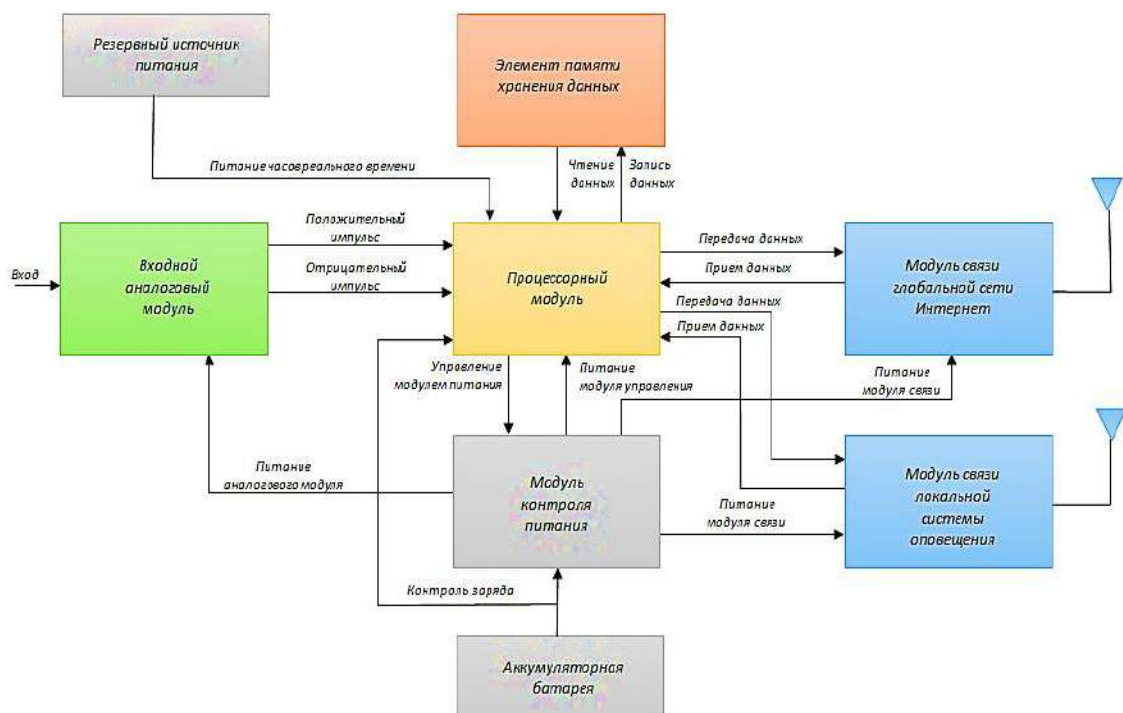 Резервный источник
питания
Элемент памяти
хранения данных
Питание часовреального времени
Чтение
данных
Запись
данных
Вход
Входной
аналоговый
модуль
Положительный
импульс
Отрицательный
импульс
Процессорный
модуль
Передача данных
Прием данных
Передача данных
Прием данных
Модуль связи
глобальной сети
Интернет
Управление
модулем питания
Питание
модуля управления
Питание
модуля связи
Питание
аналогового модуля
Модуль
контроля
питания
Питание
модуля связи
Модуль связи
локальной
системы
оповещения
Контроль заряда
Аккумуляторная
батарея